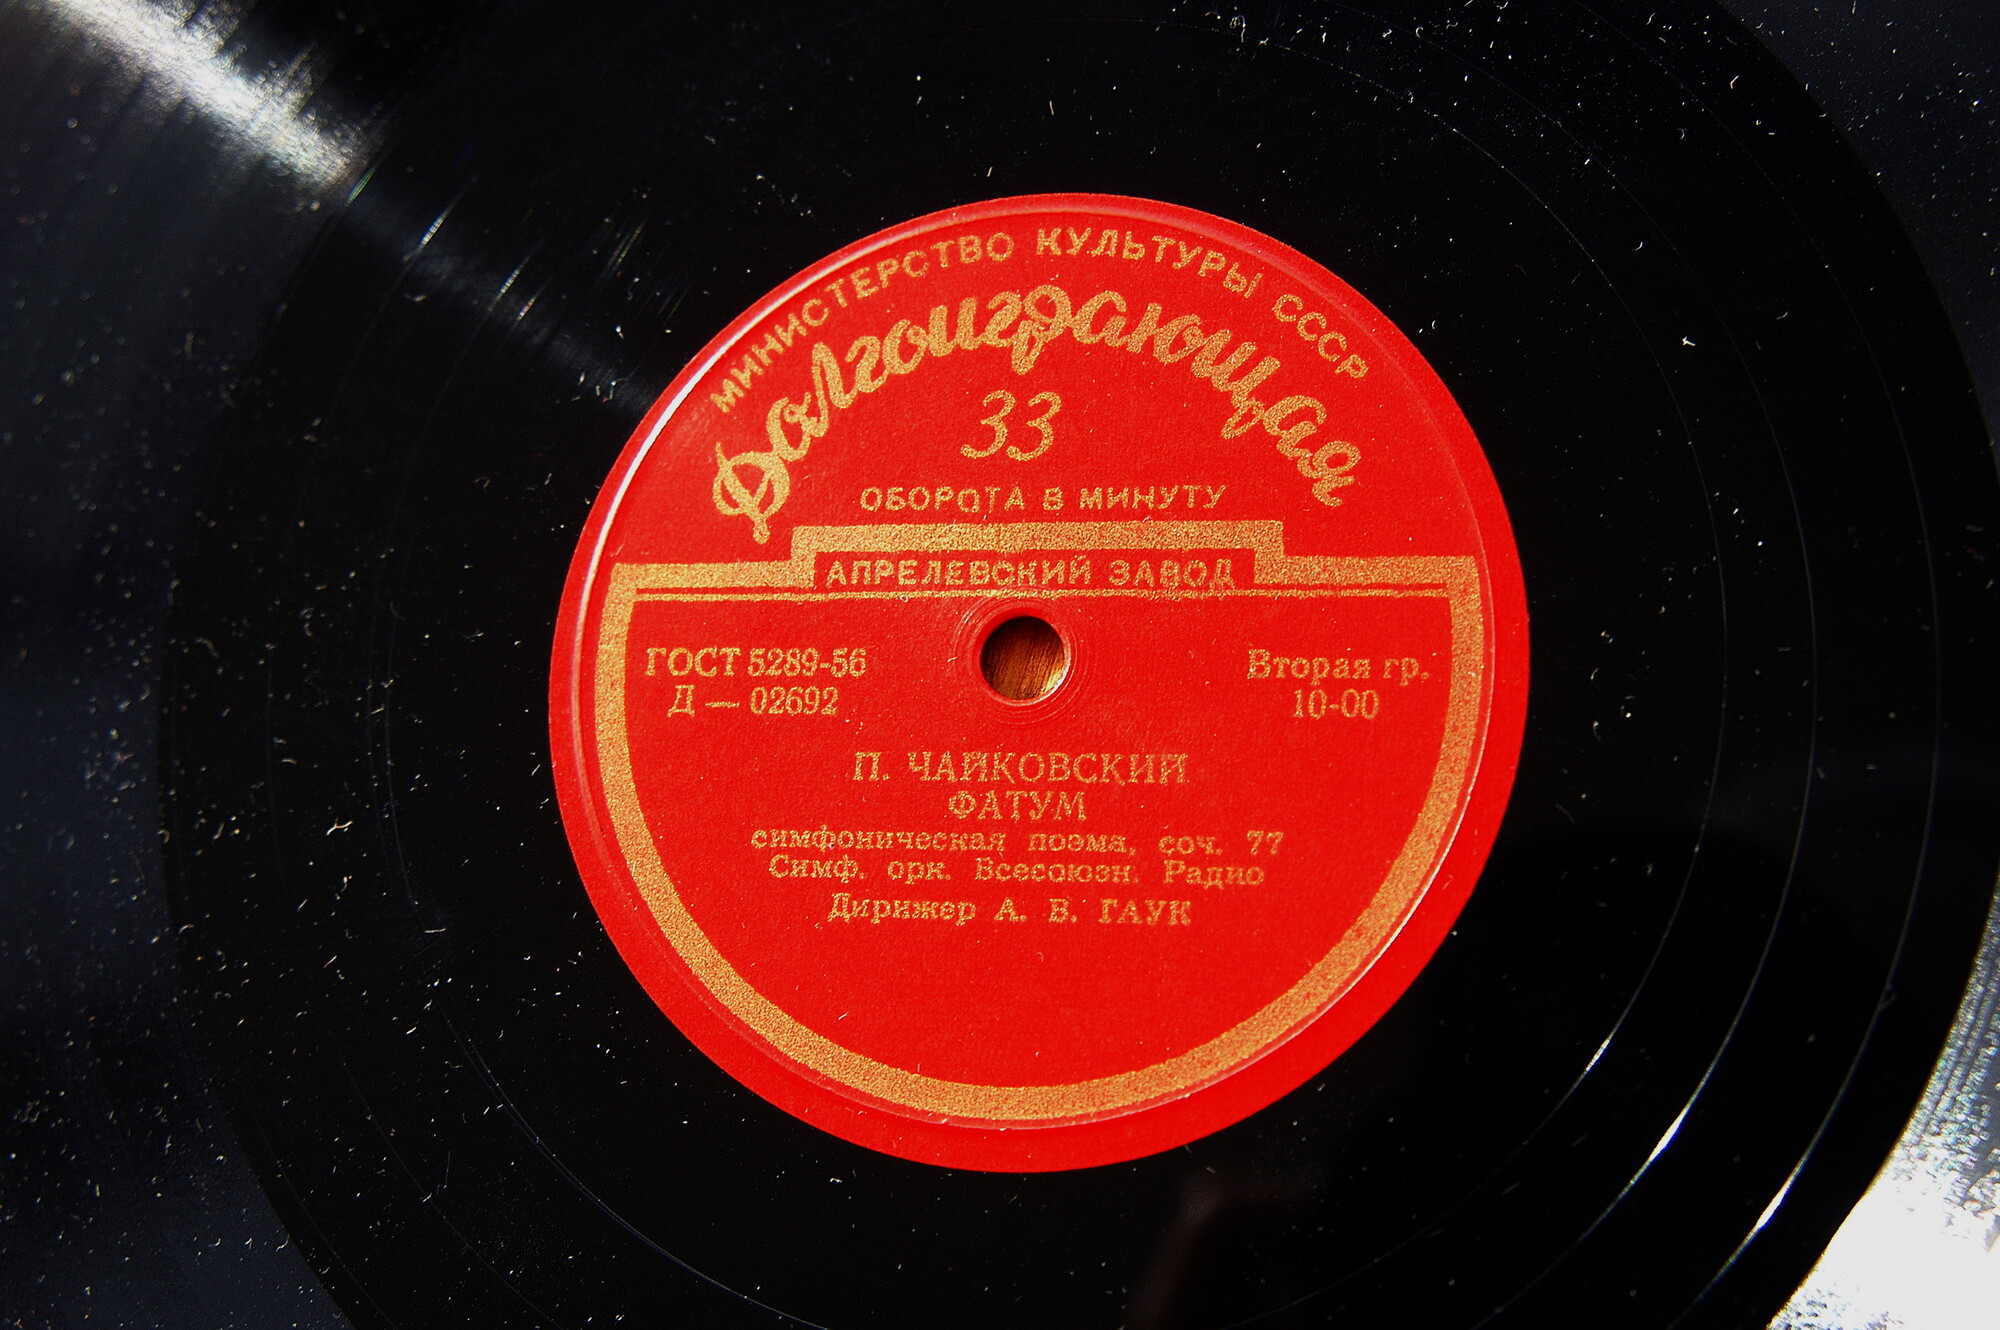 МИНИСТЕРСТВО КУЛЬТУРЫ СССР
Долгоиграющая
33
ОБОРОТА В МИНУТУ
АПРЕЛЕВСКИЙ ЗАВОД
ГОСТ 5289-56
Д — 02692
Вторая гр.
10-00
П. ЧАЙКОВСКИЙ
ФАТУМ
симфоническая поэма, соч. 77
Симф. орк. Всесоюзн. Радио
Дирижер А. В. ГАУК